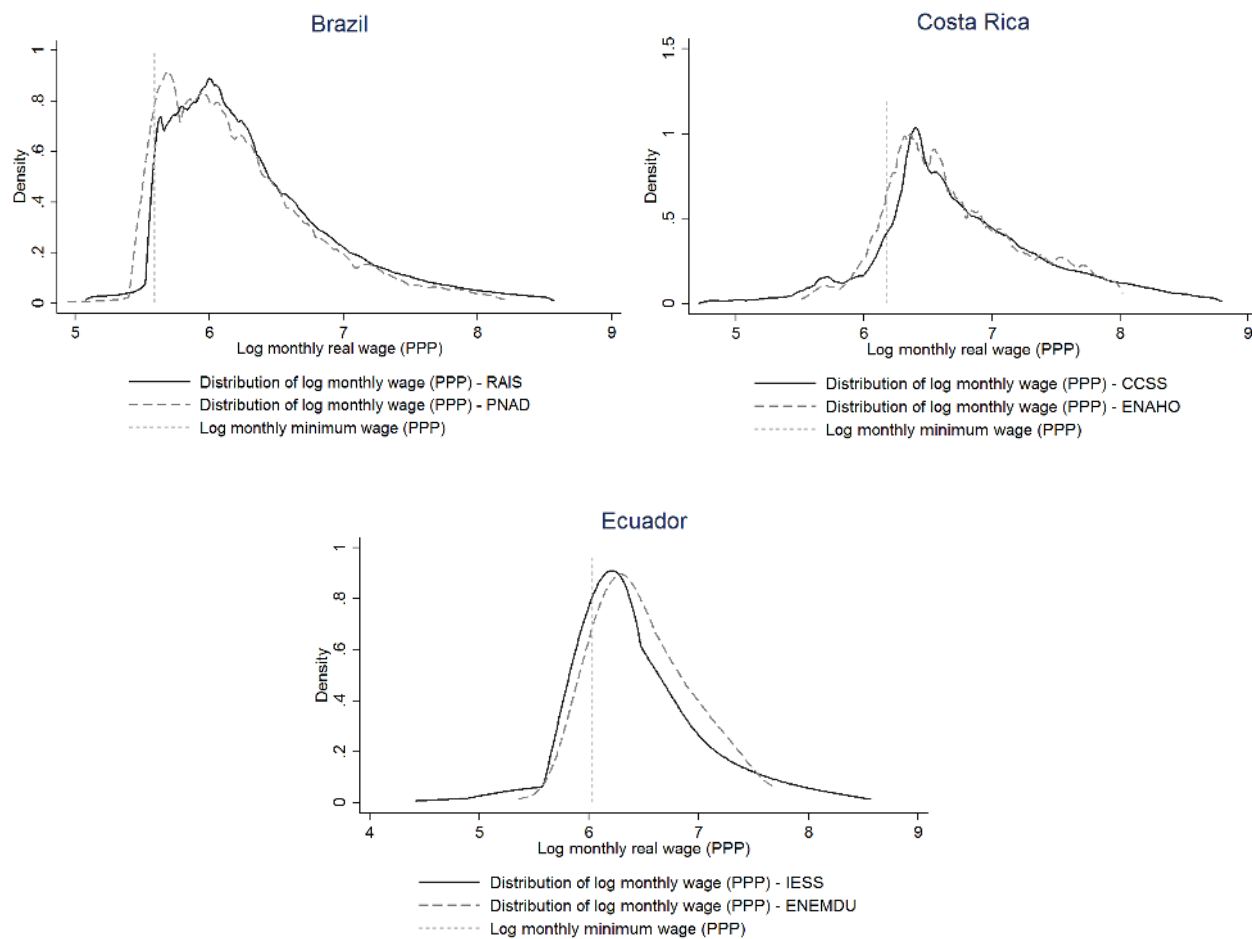 Brazil
Density
0
.2
.4
.6
.8
1
5
6
7
8
9
Log monthly real wage (PPP)
Distribution of log monthly wage (PPP) - RAIS
Distribution of log monthly wage (PPP) - PNAD
Log monthly minimum wage (PPP)
Costa Rica
Density
0
0.5
1
1.5
5
6
7
8
9
Log monthly real wage (PPP)
Distribution of log monthly wage (PPP) - CCSS
Distribution of log monthly wage (PPP) - ENAHO
Log monthly minimum wage (PPP)
Ecuador
Density
0
.2
.4
.6
.8
1
4
5
6
7
8
9
Log monthly real wage (PPP)
Distribution of log monthly wage (PPP) - IESS
Distribution of log monthly wage (PPP) - ENEMDU
Log monthly minimum wage (PPP)